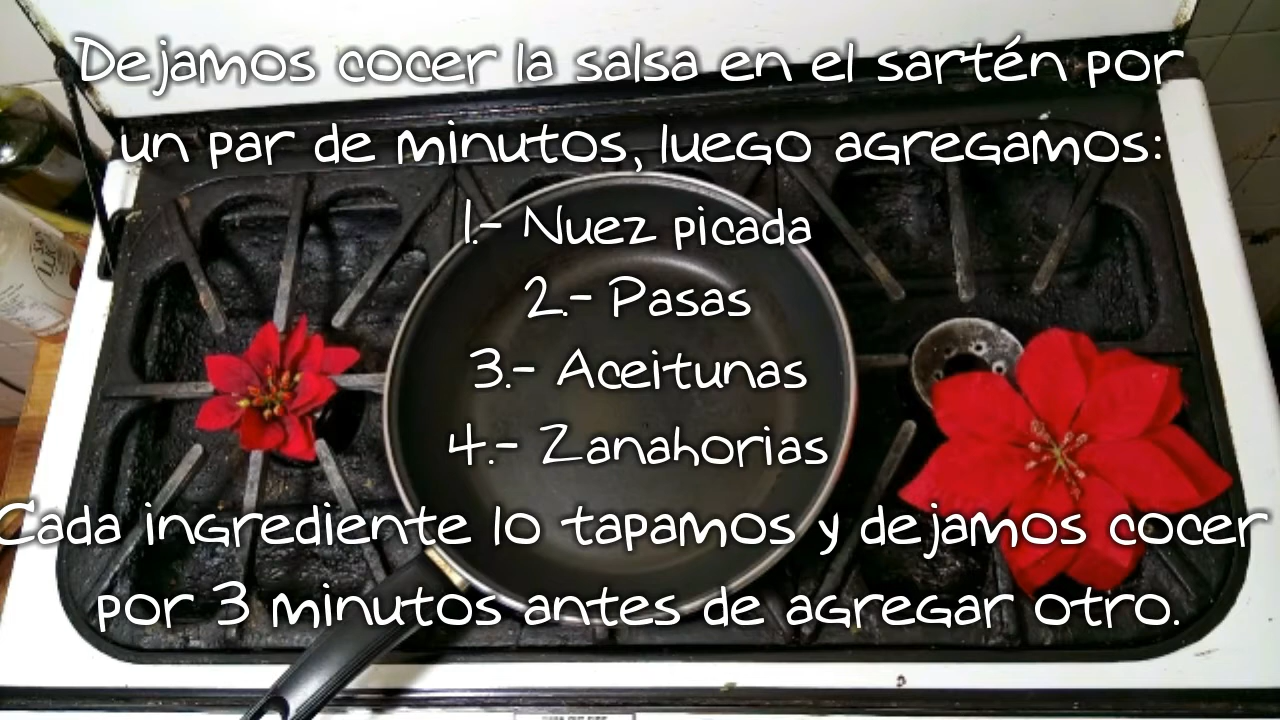 Dejamos cocer la salsa en el sartén por
un par de minutos, luego agregamos:
1.- Nuez picada
2.- Pasas
3.- Aceitunas
4.- Zanahorias
Cada ingrediente lo tapamos y dejamos cocer
por 3 minutos antes de agregar otro.